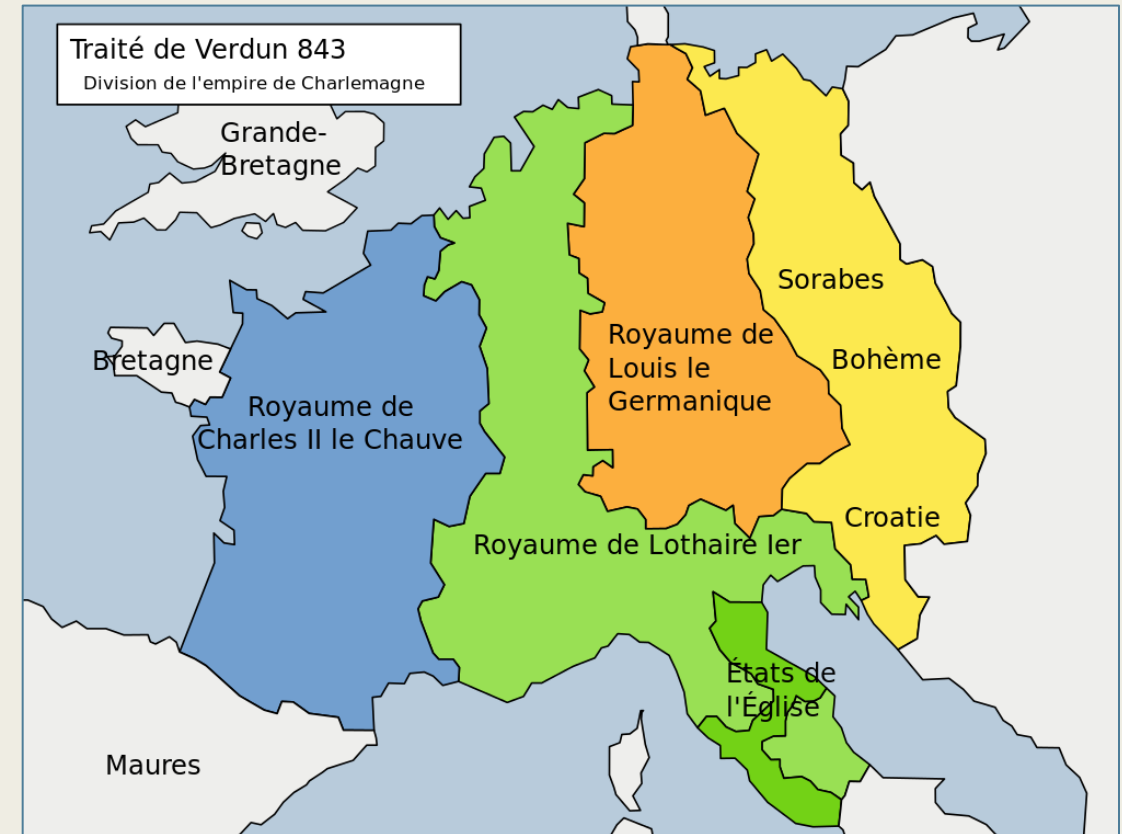 Traité de Verdun 843
Division de l'empire de Charlemagne
Grande-
Bretagne
Sorabes
Royaume de
Louis le
Germanique
Bohème
Bretagne
Royaume de
Charles II le Chauve
Croatie
Royaume de Lothaire Ier
États de
l'Église
Maures